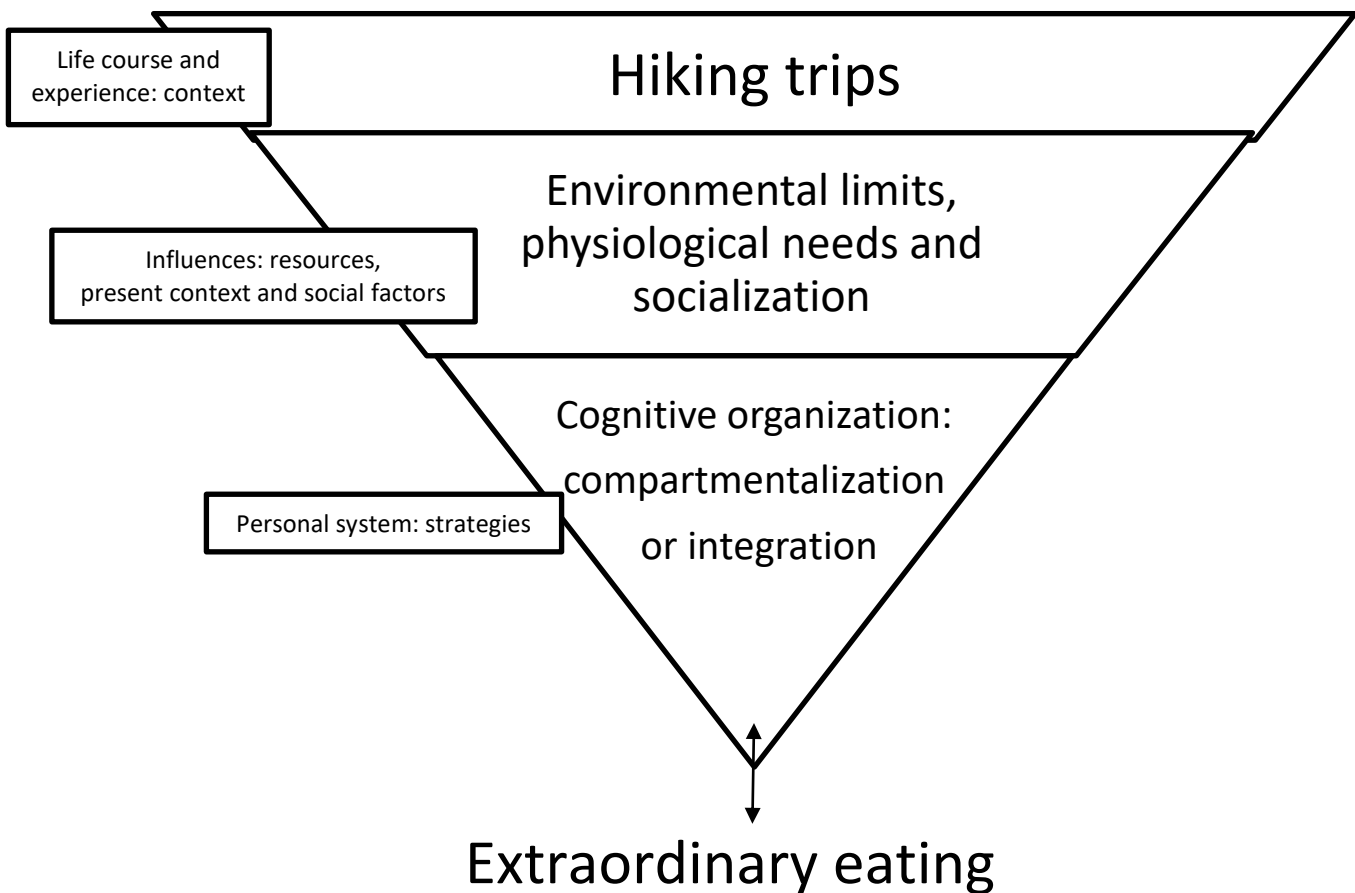 Life course and
experience: context
Hiking trips
Environmental limits,
physiological needs and
socialization
Influences: resources,
present context and social factors
Cognitive organization:
compartmentalization
or integration
Personal system: strategies
Extraordinary eating